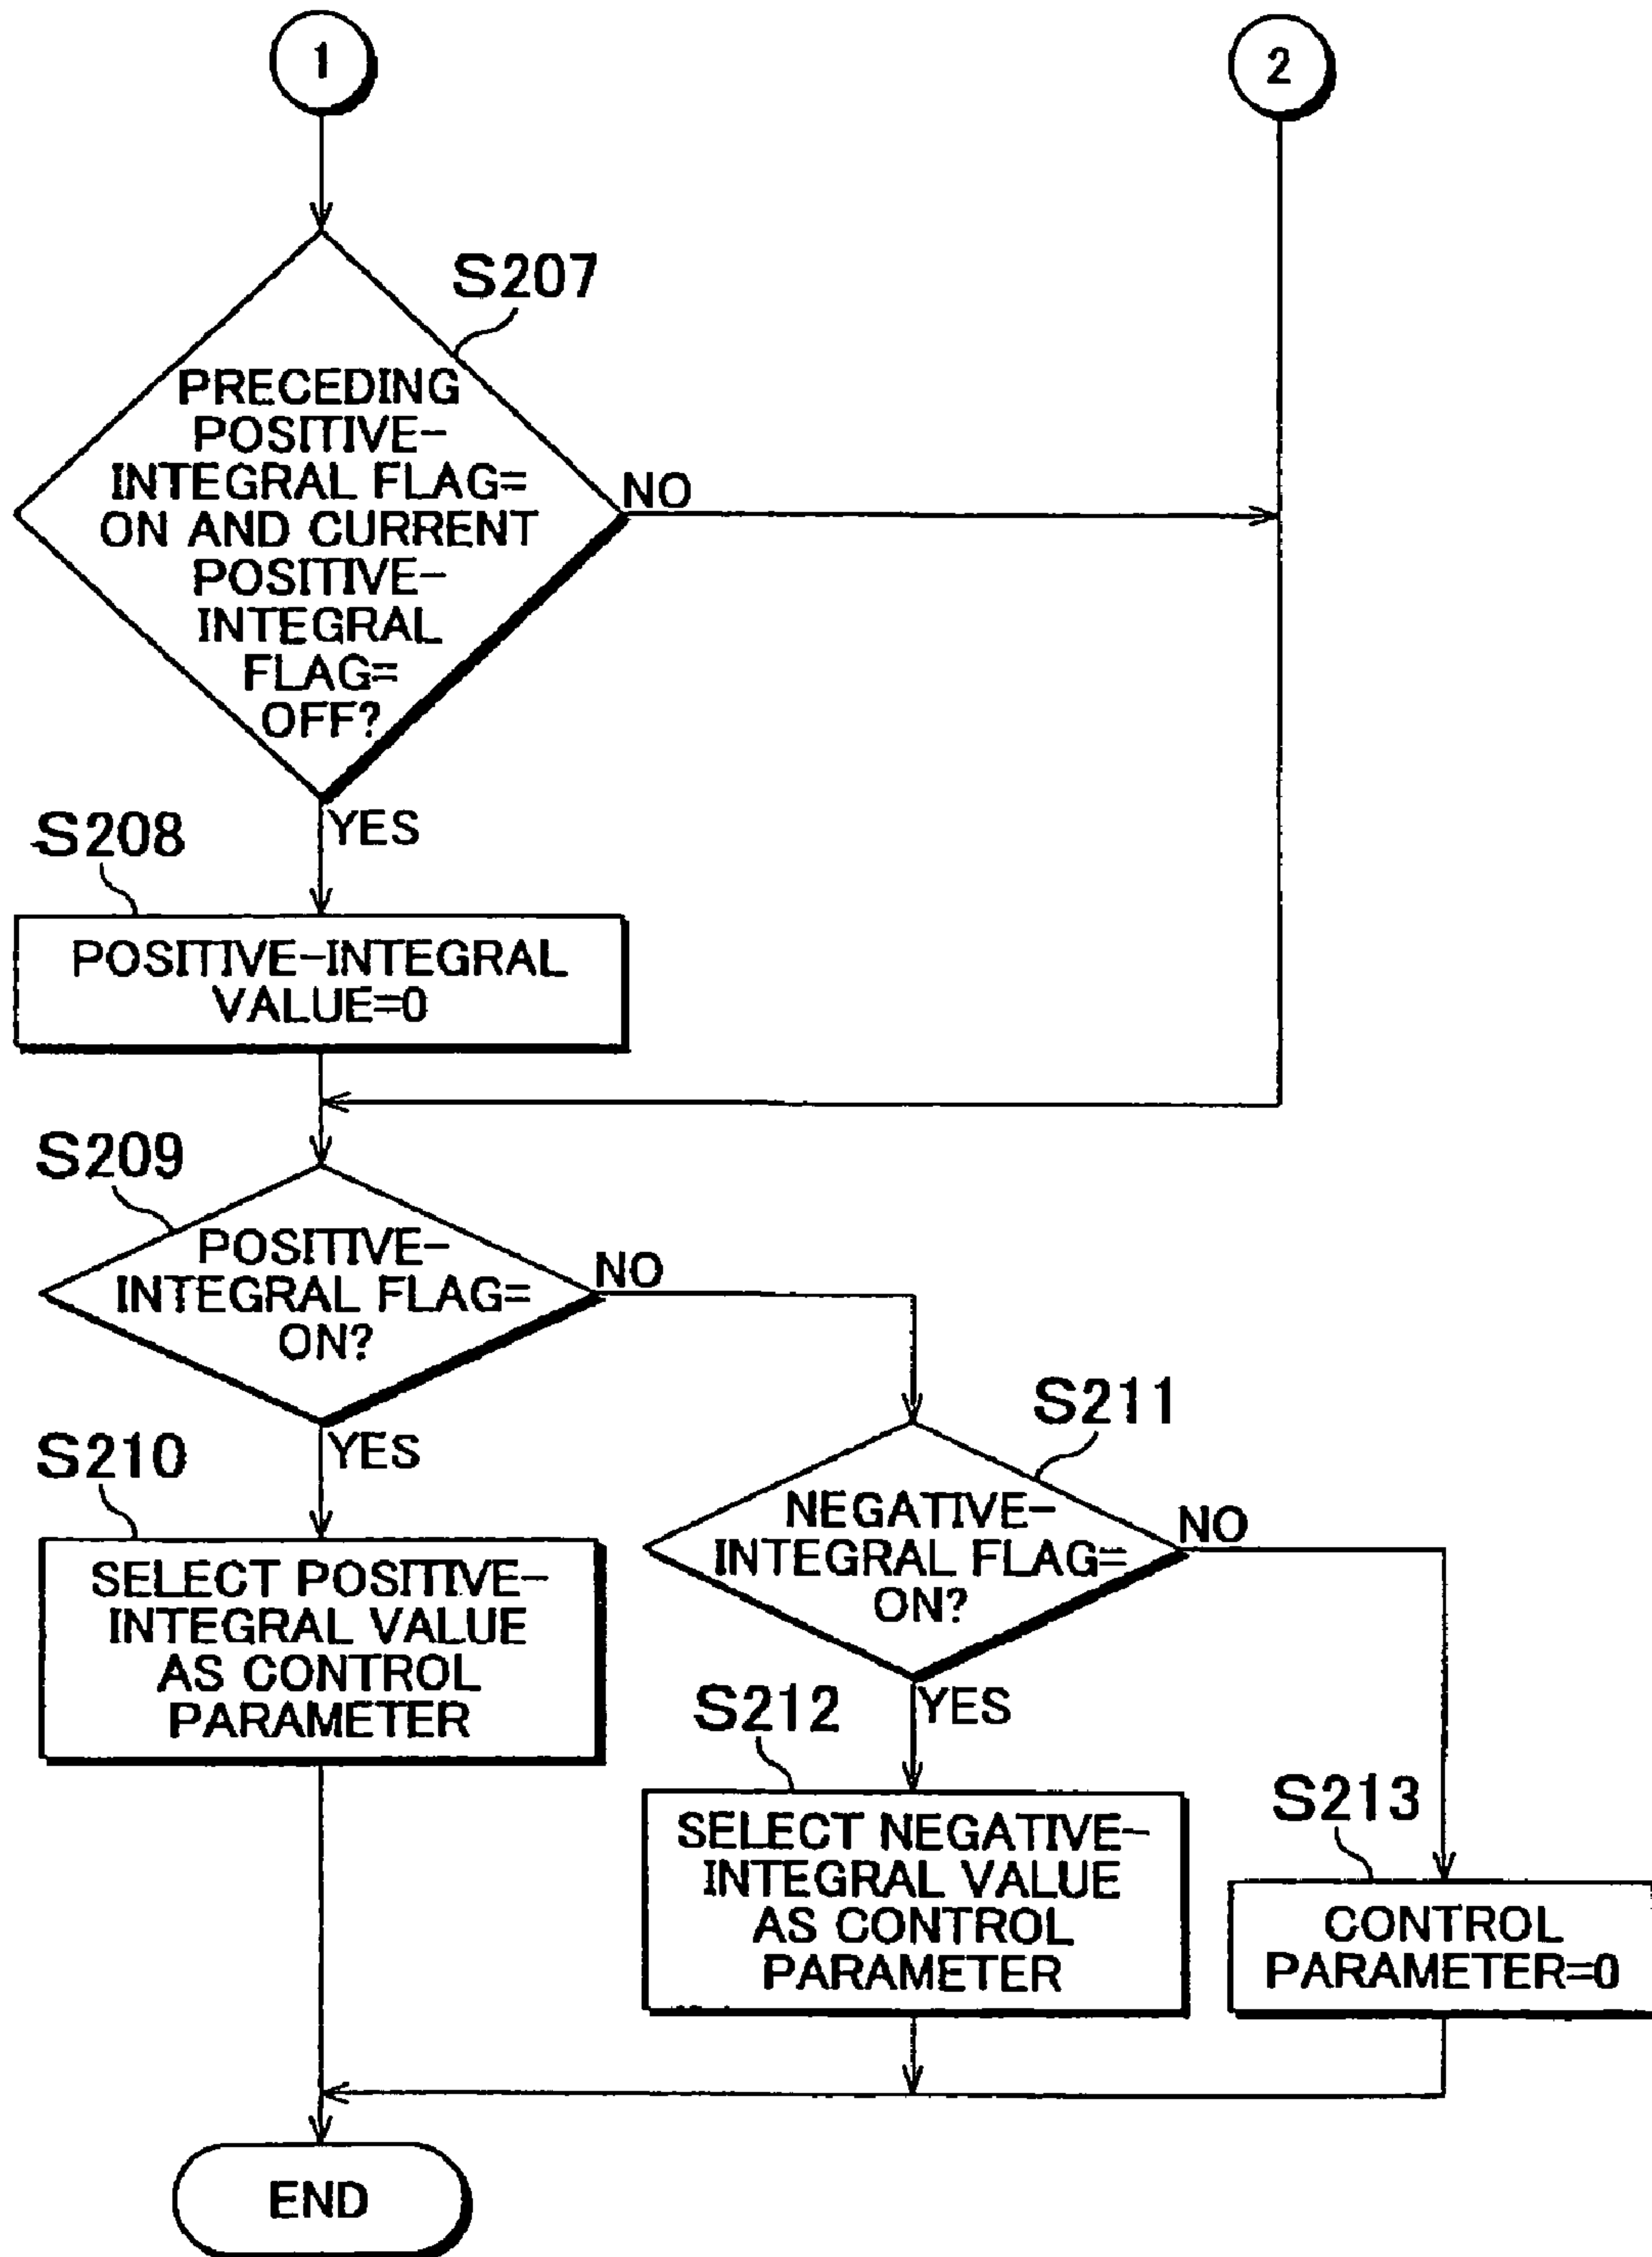 1
2
S207
PRECEDING
POSITIVE-
INTEGRAL FLAG=
ON AND CURRENT
POSITIVE-
INTEGRAL
FLAG=
OFF?
NO
YES
S208
POSITIVE-INTEGRAL
VALUE=0
S209
POSITIVE-
INTEGRAL FLAG=
ON?
NO
YES
S210
SELECT POSITIVE-
INTEGRAL VALUE
AS CONTROL
PARAMETER
S211
NEGATIVE-
INTEGRAL FLAG=
ON?
NO
YES
S212
SELECT NEGATIVE-
INTEGRAL VALUE
AS CONTROL
PARAMETER
S213
CONTROL
PARAMETER=0
END